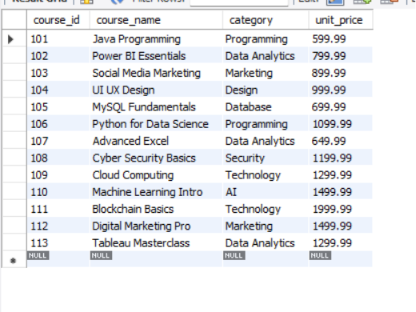 Result Grid Filter Rows: Edit:
course_id course_name category unit_price
101 Java Programming Programming 599.99
102 Power BI Essentials Data Analytics 799.99
103 Social Media Marketing Marketing 899.99
104 UI UX Design Design 999.99
105 MySQL Fundamentals Database 699.99
106 Python for Data Science Programming 1099.99
107 Advanced Excel Data Analytics 649.99
108 Cyber Security Basics Security 1199.99
109 Cloud Computing Technology 1299.99
110 Machine Learning Intro AI 1499.99
111 Blockchain Basics Technology 1999.99
112 Digital Marketing Pro Marketing 1499.99
113 Tableau Masterclass Data Analytics 1299.99
NULL NULL NULL NULL